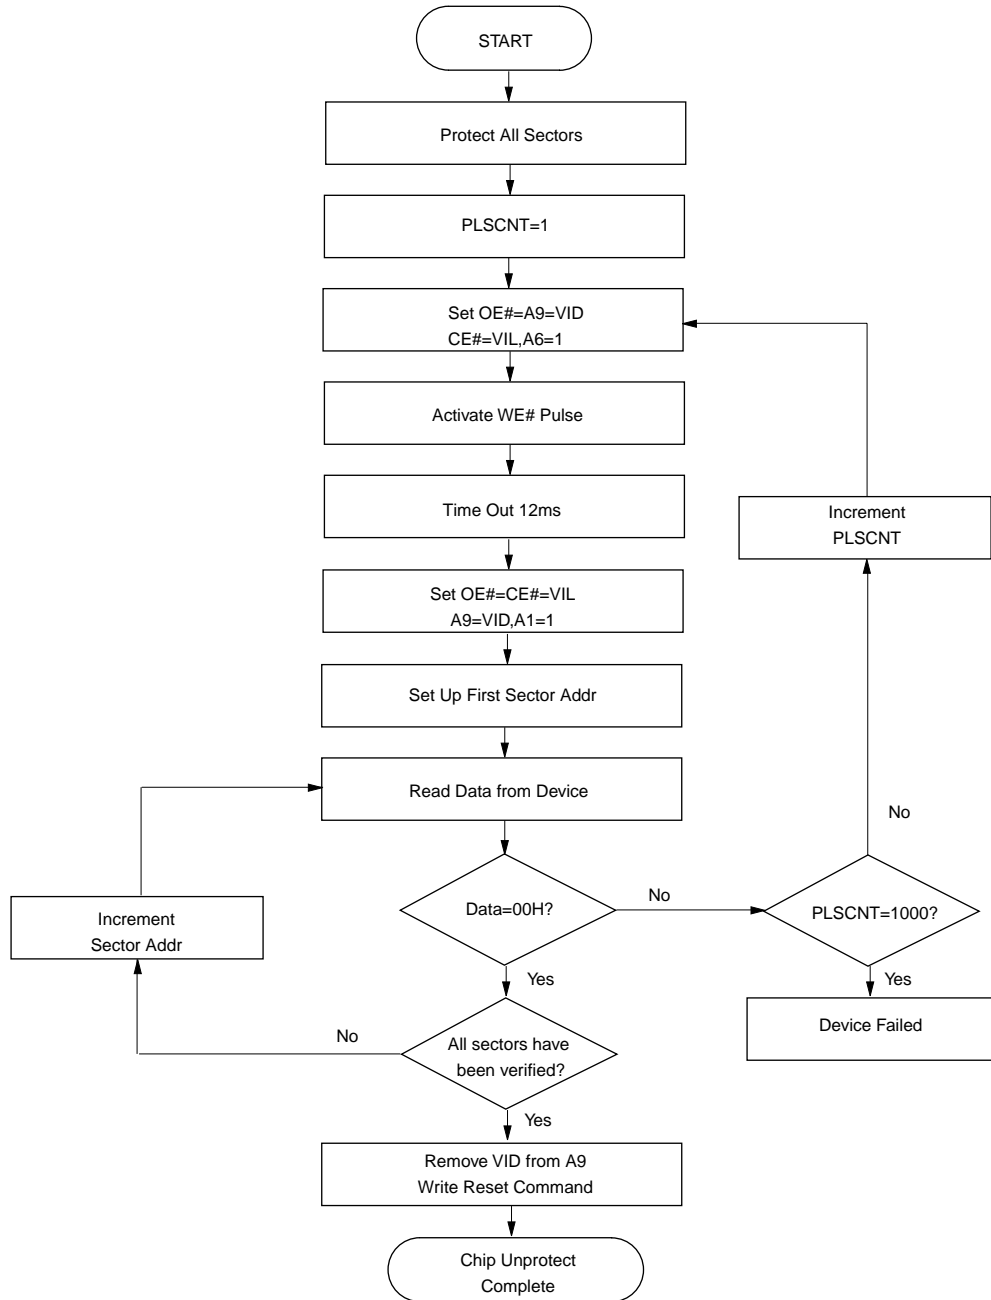 START
Protect All Sectors
PLSCNT=1
Set OE#=A9=VID
CE#=VIL,A6=1
Activate WE# Pulse
Time Out 12ms
Increment
PLSCNT
Set OE#=CE#=VIL
A9=VID,A1=1
Set Up First Sector Addr
Read Data from Device
No
Data=00H?
No
PLSCNT=1000?
Increment
Sector Addr
Yes
Yes
Device Failed
No
All sectors have
been verified?
Yes
Remove VID from A9
Write Reset Command
Chip Unprotect
Complete